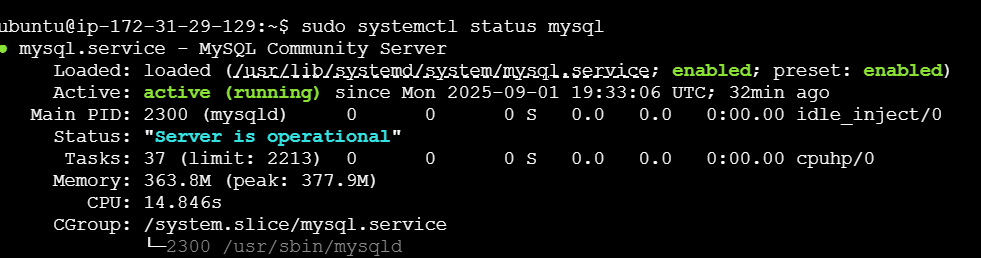 ubuntu@ip-172-31-29-129:~$ sudo systemctl status mysql
● mysql.service - MySQL Community Server
Loaded: loaded (/usr/lib/systemd/system/mysql.service; enabled; preset: enabled)
Active: active (running) since Mon 2025-09-01 19:33:06 UTC; 32min ago
Main PID: 2300 (mysqld) 0 0 0 S 0.0 0.0 0:00.00 idle_inject/0
Status: "Server is operational"
Tasks: 37 (limit: 2213) 0 0 0 S 0.0 0.0 0:00.00 cpuhp/0
Memory: 363.8M (peak: 377.9M)
CPU: 14.846s
CGroup: /system.slice/mysql.service
└─2300 /usr/sbin/mysqld